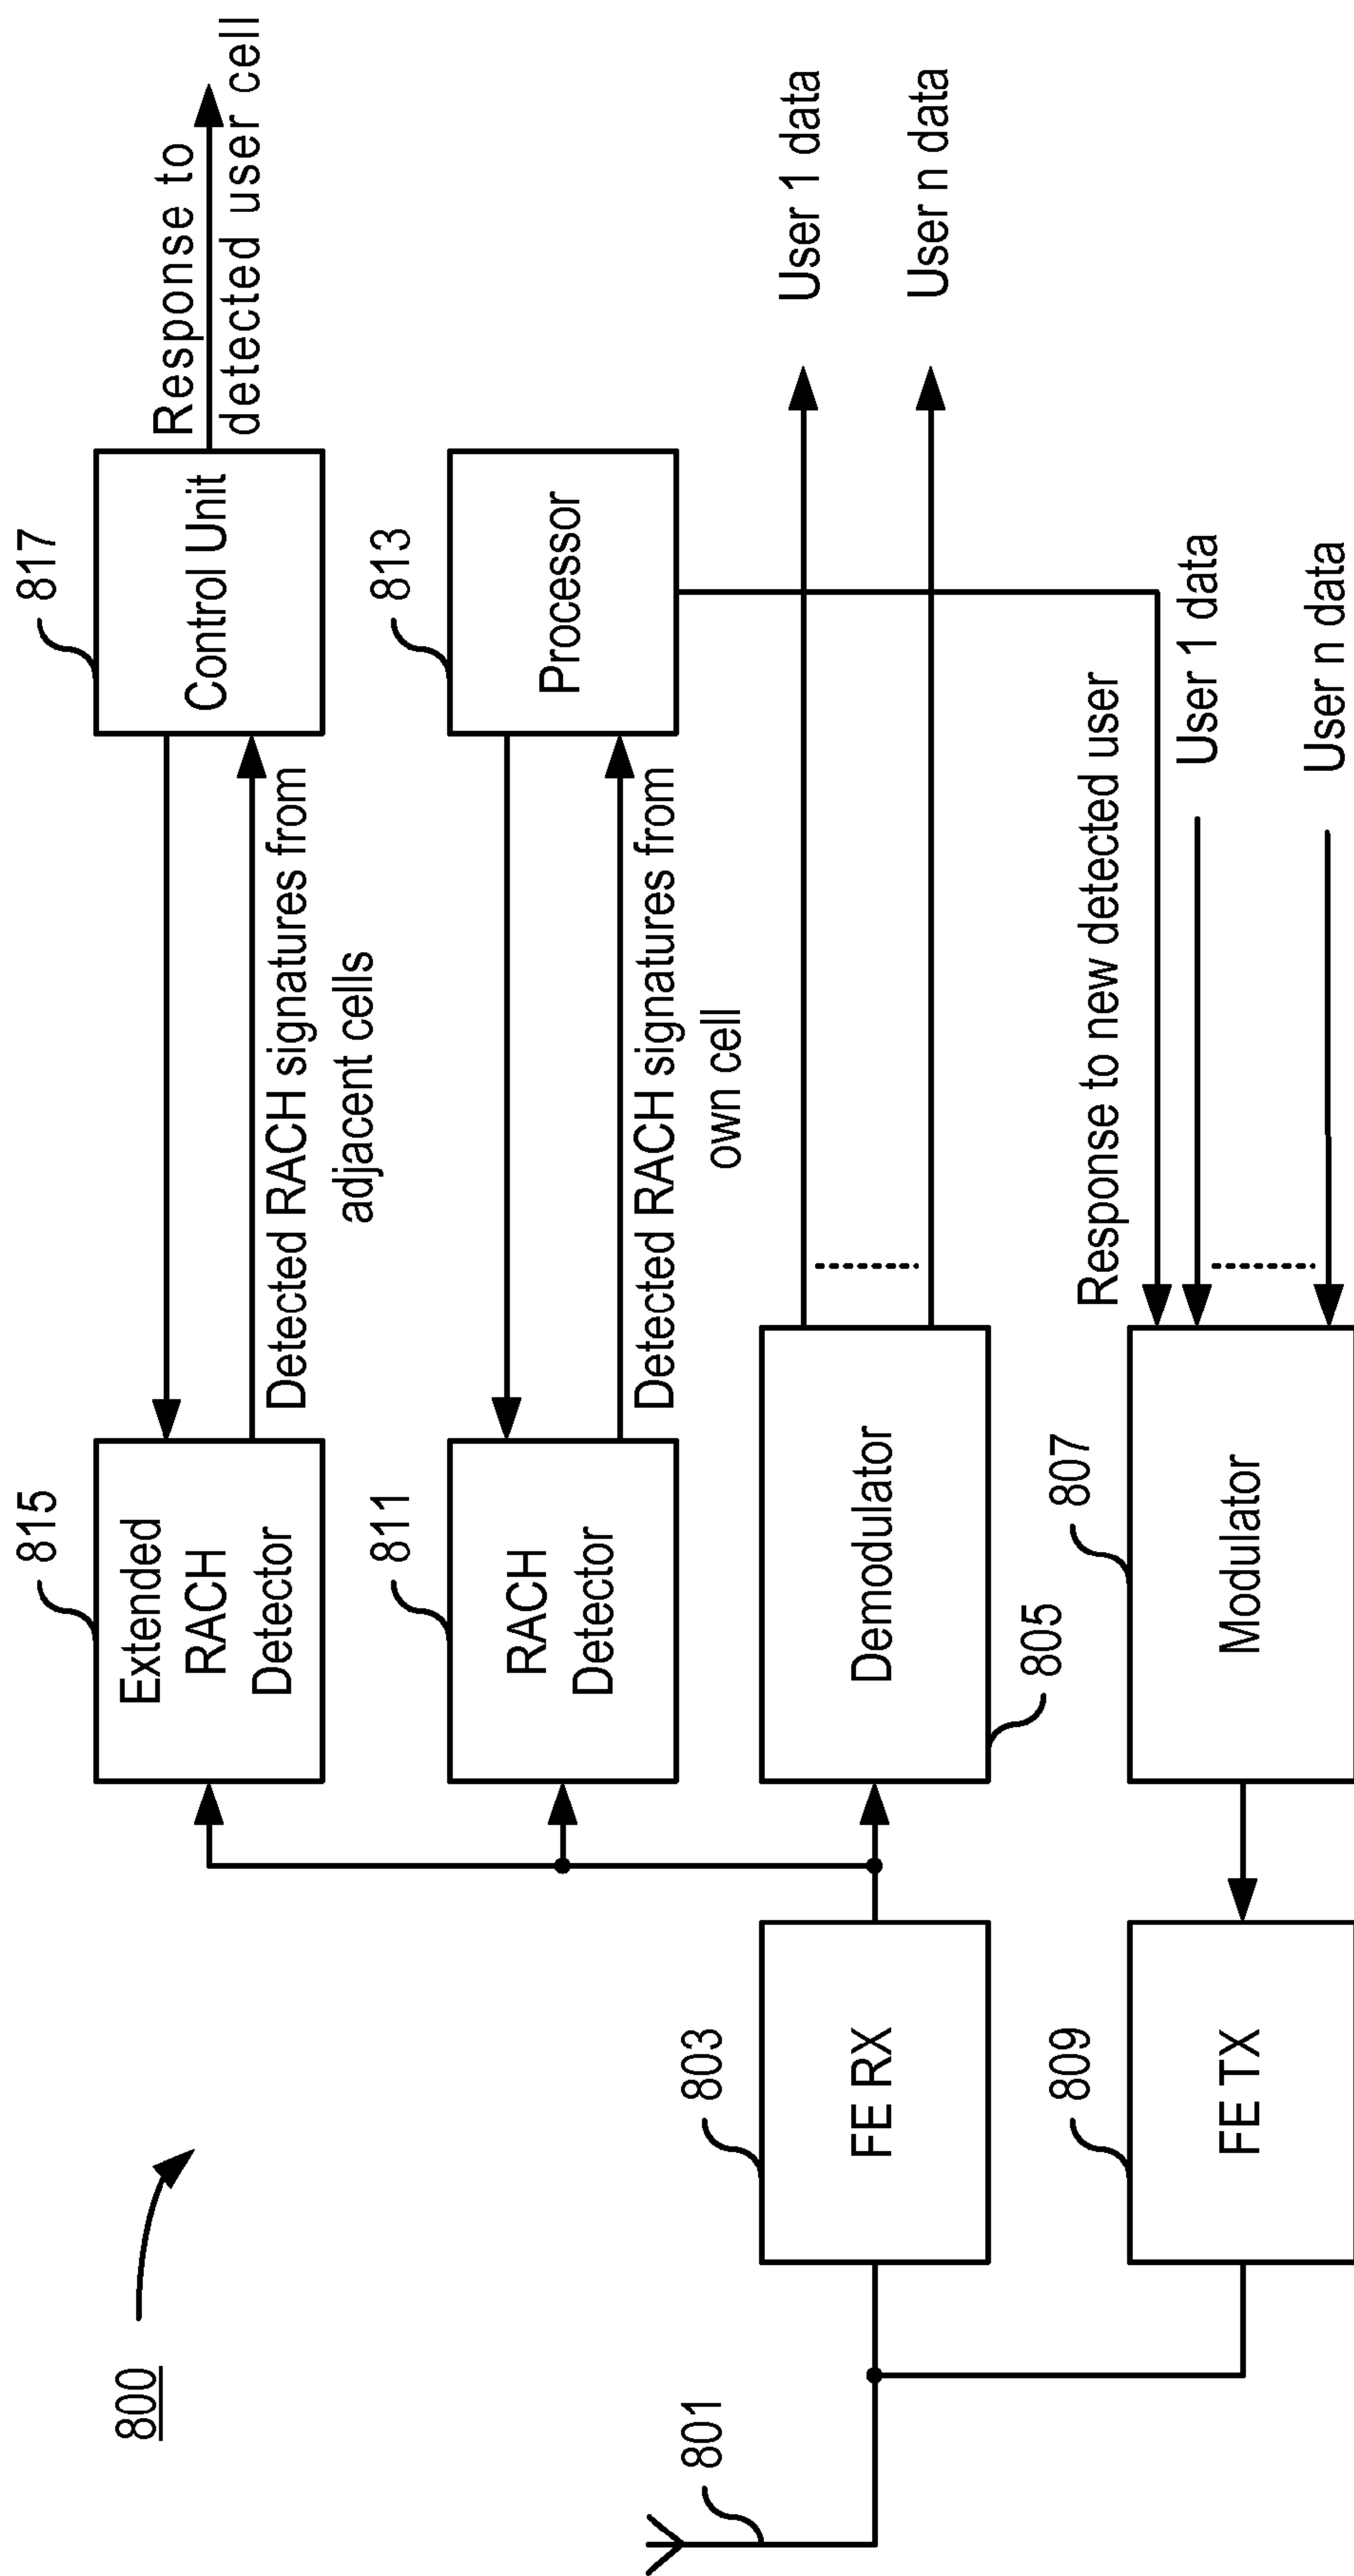 800
801
803
FE RX
809
FE TX
815
Extended
RACH
Detector
811
RACH
Detector
Demodulator
805
807
Modulator
Detected RACH signatures from
adjacent cells
Detected RACH signatures from
own cell
817
Control Unit
813
Processor
Response to
detected user cell
User 1 data
User n data
Response to new detected user
User 1 data
User n data